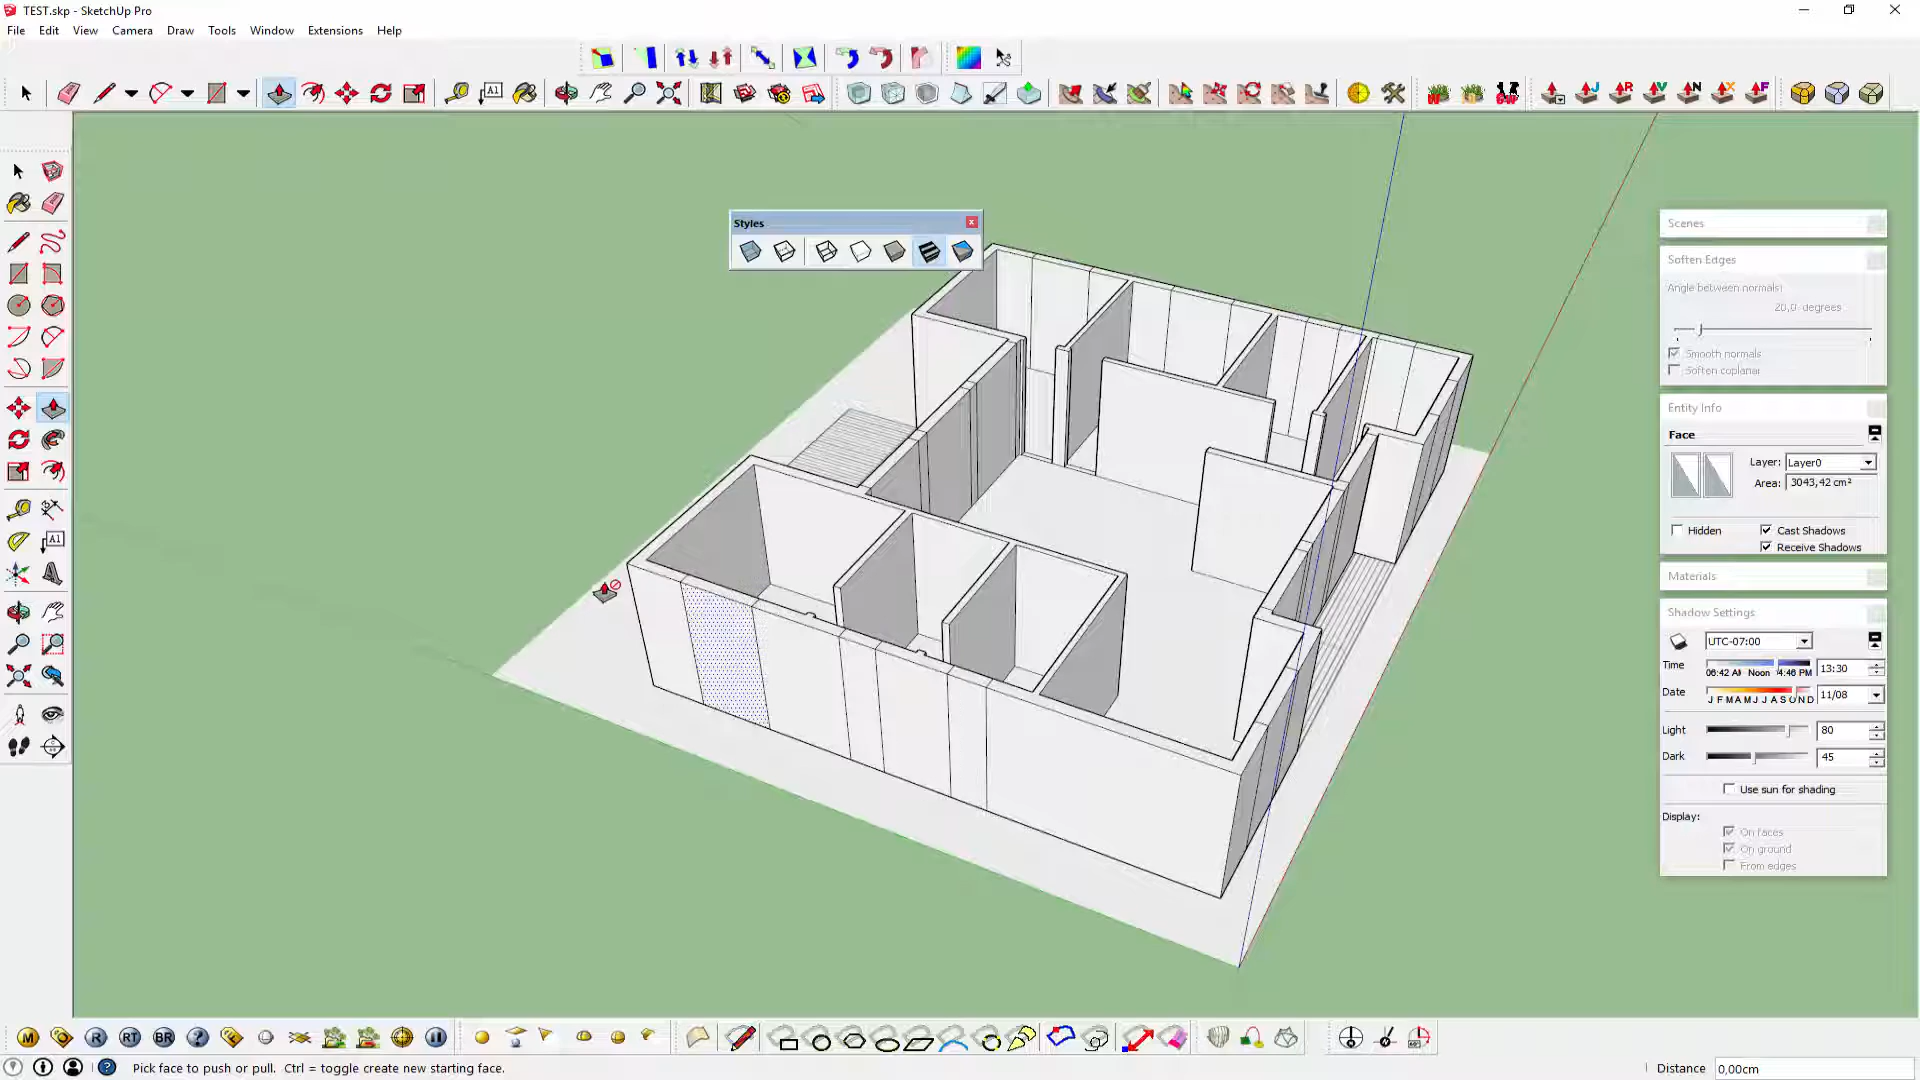 TEST.skp - SketchUp Pro
File Edit View Camera Draw Tools Window Extensions Help
A1
J R V N X F
Styles
Scenes
Soften Edges
Angle between normals:
20,0 degrees
Smooth normals
Soften coplanar
Entity Info
Face
Layer: Layer0
Area: 3043,42 cm²
Hidden Cast Shadows
Receive Shadows
Materials
Shadow Settings
UTC-07:00
Time 06:42 AM Noon 4:46 PM 13:30
Date J F M A M J J A S O N D 11/08
Light 80
Dark 45
Use sun for shading
Display:
On faces
On ground
From edges
A1
M R RT BR
Pick face to push or pull. Ctrl = toggle create new starting face.
Distance 0,00cm